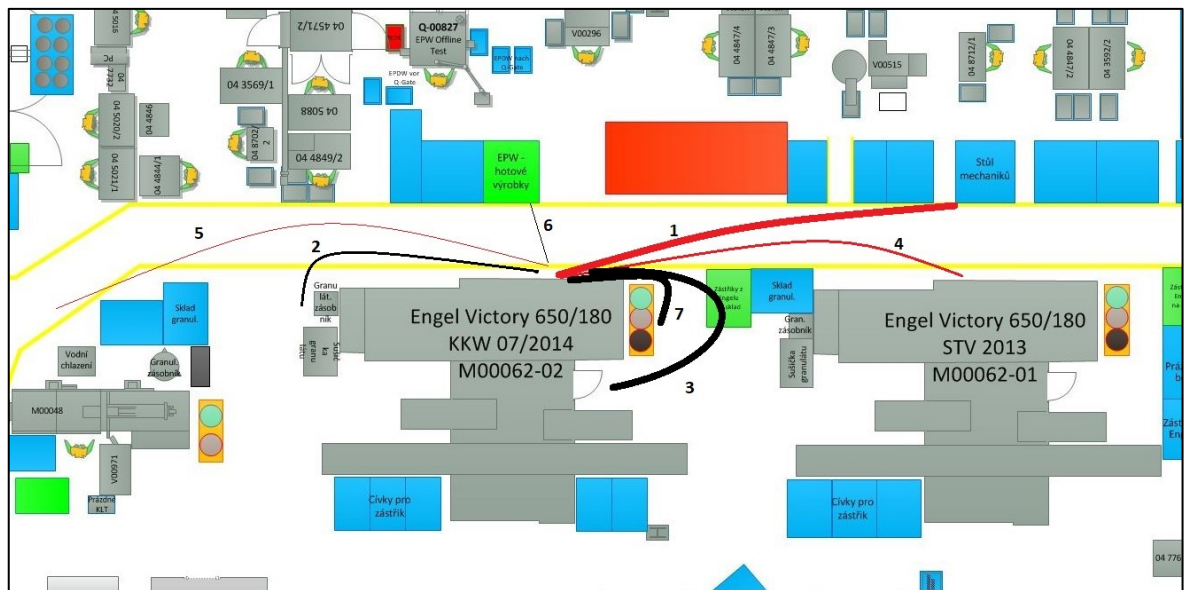 04 5016
PC
04
7732
04 5020/2
04 4846
04 5021/1
04 4844/1
04 4571/2
04 3569/1
04 5088
04 8702/
2
04 4849/2
Q-00827
EPW Offline
Test
EPDW vor
Q-Gate
EPDW nach
Q-Gate
EPW -
hotové
výrobky
V00296
04 4847/4
04 4847/3
V00515
04 8712/1
04 4847/2
04 3592/2
Stůl
mechaniků
5
2
6
1
4
7
3
Granu
lát. zásob
ník
Sušič
ka
granu
látu
Engel Victory 650/180
KKW 07/2014
M00062-02
Zástřiky z
Sklad
granul.
Gran.
zásobník
Sušička
granulátu
Engel Victory 650/180
STV 2013
M00062-01
Sklad
granul.
Vodní
chlazení
Granul.
zásobník
M00048
V00971
Prázdné
KLT
Cívky pro
zástřik
Cívky pro
zástřik
04 776